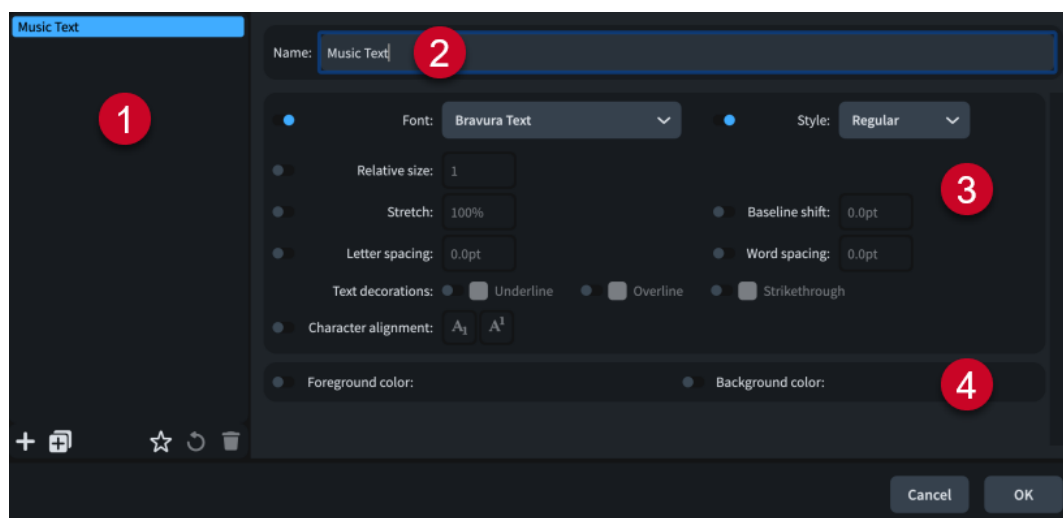 Music Text
Name: Music Text
2
1
Font: Bravura Text Style: Regular
Relative size: 1
3
Stretch: 100% Baseline shift: 0.0pt
Letter spacing: 0.0pt Word spacing: 0.0pt
Text decorations: Underline Overline Strikethrough
Character alignment: A₁ A¹
Foreground color: Background color:
4
Cancel OK